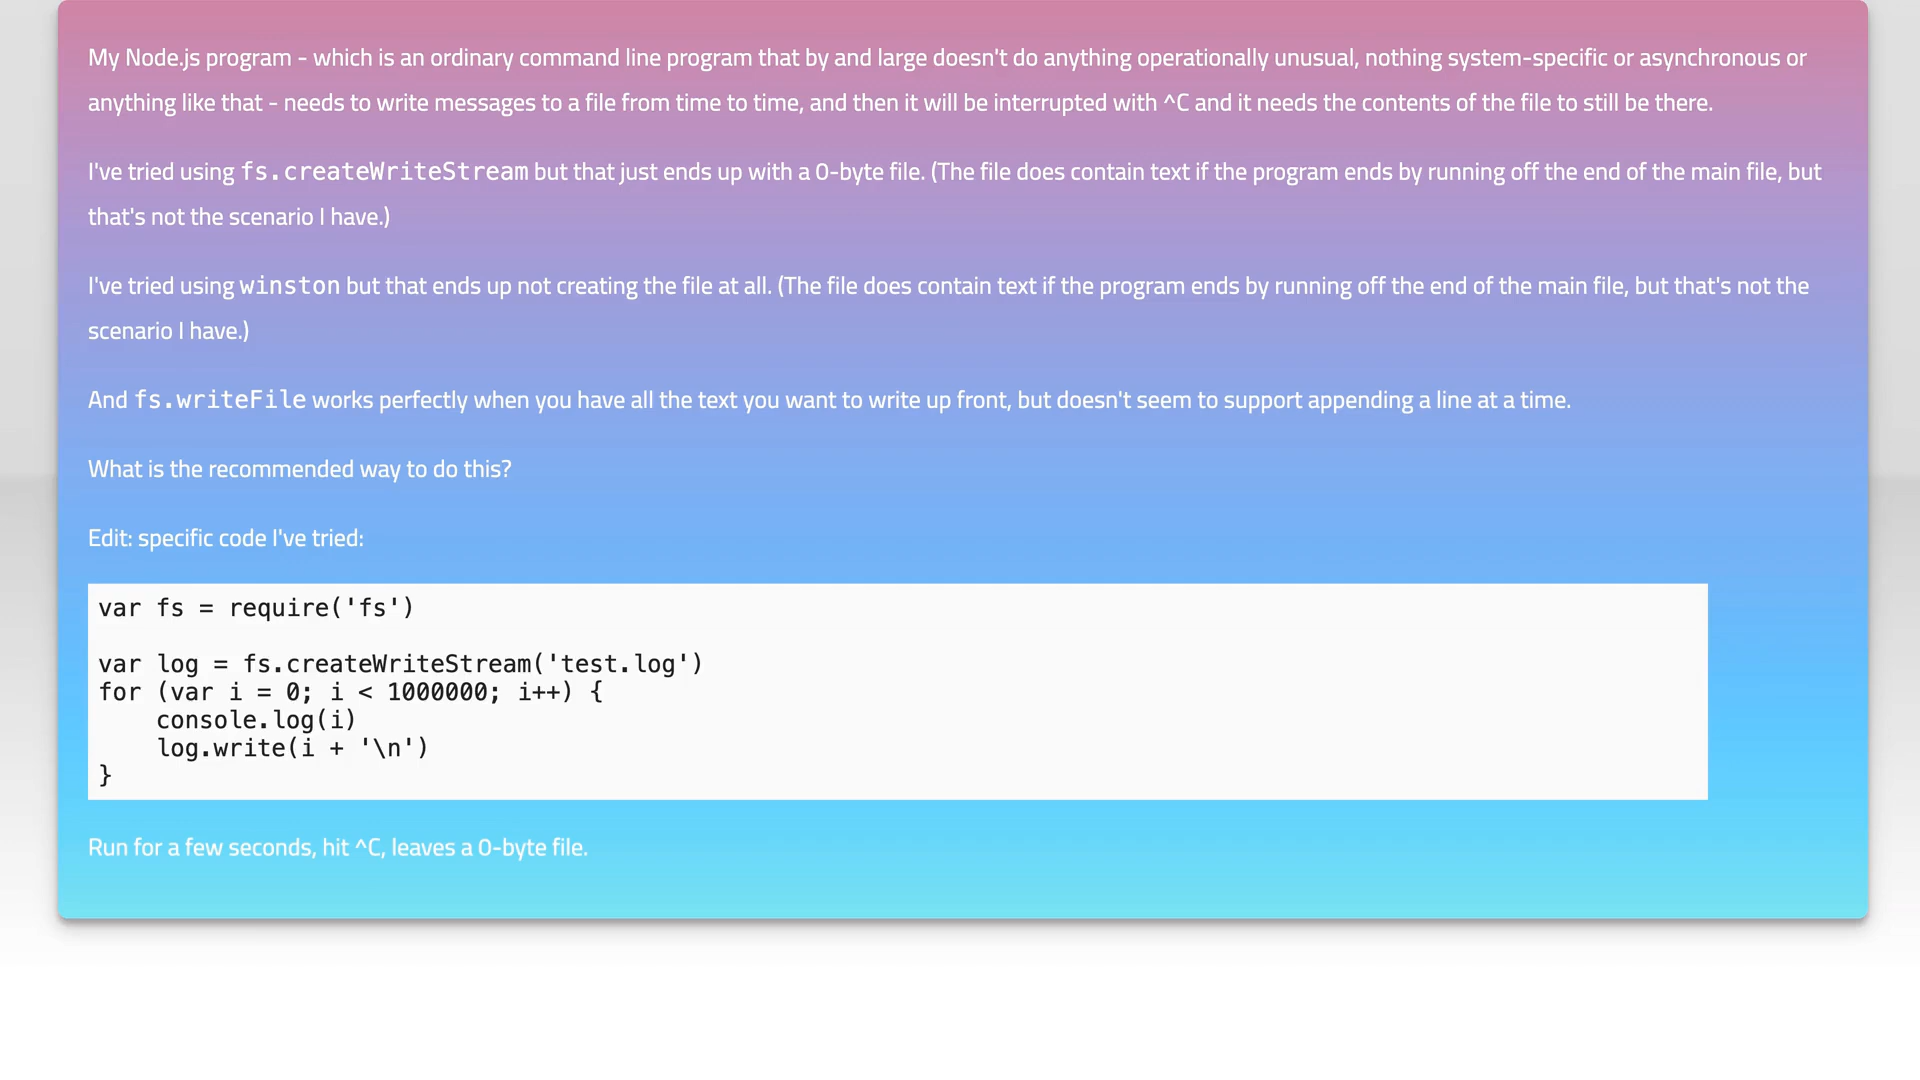 My Node.js program - which is an ordinary command line program that by and large doesn't do anything operationally unusual, nothing system-specific or asynchronous or
anything like that - needs to write messages to a file from time to time, and then it will be interrupted with ^C and it needs the contents of the file to still be there.
I've tried using fs.createWriteStream but that just ends up with a 0-byte file. (The file does contain text if the program ends by running off the end of the main file, but
that's not the scenario I have.)
I've tried using winston but that ends up not creating the file at all. (The file does contain text if the program ends by running off the end of the main file, but that's not the
scenario I have.)
And fs.writeFile works perfectly when you have all the text you want to write up front, but doesn't seem to support appending a line at a time.
What is the recommended way to do this?
Edit: specific code I've tried:
var fs = require('fs')
var log = fs.createWriteStream('test.log')
for (var i = 0; i < 1000000; i++) {
    console.log(i)
    log.write(i + '\n')
}
Run for a few seconds, hit ^C, leaves a 0-byte file.